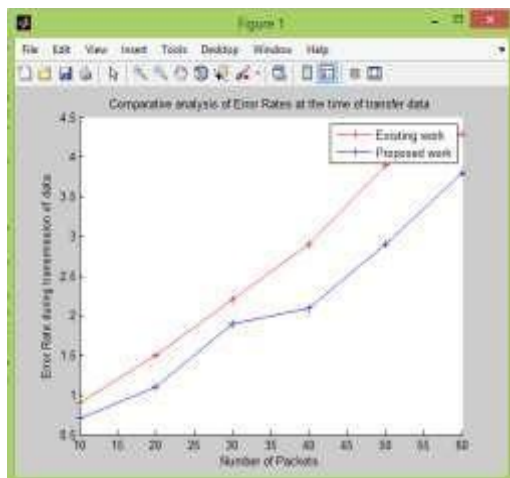 Figure 1
File Edit View Insert Tools Desktop Window Help
Comparative analysis of Error Rates at the time of transfer data
Existing work
Proposed work
Error Rate during transmission of data
4.5
4
3.5
3
2.5
2
1.5
1
0.5
10 15 20 25 30 35 40 45 50 55 60
Number of Packets